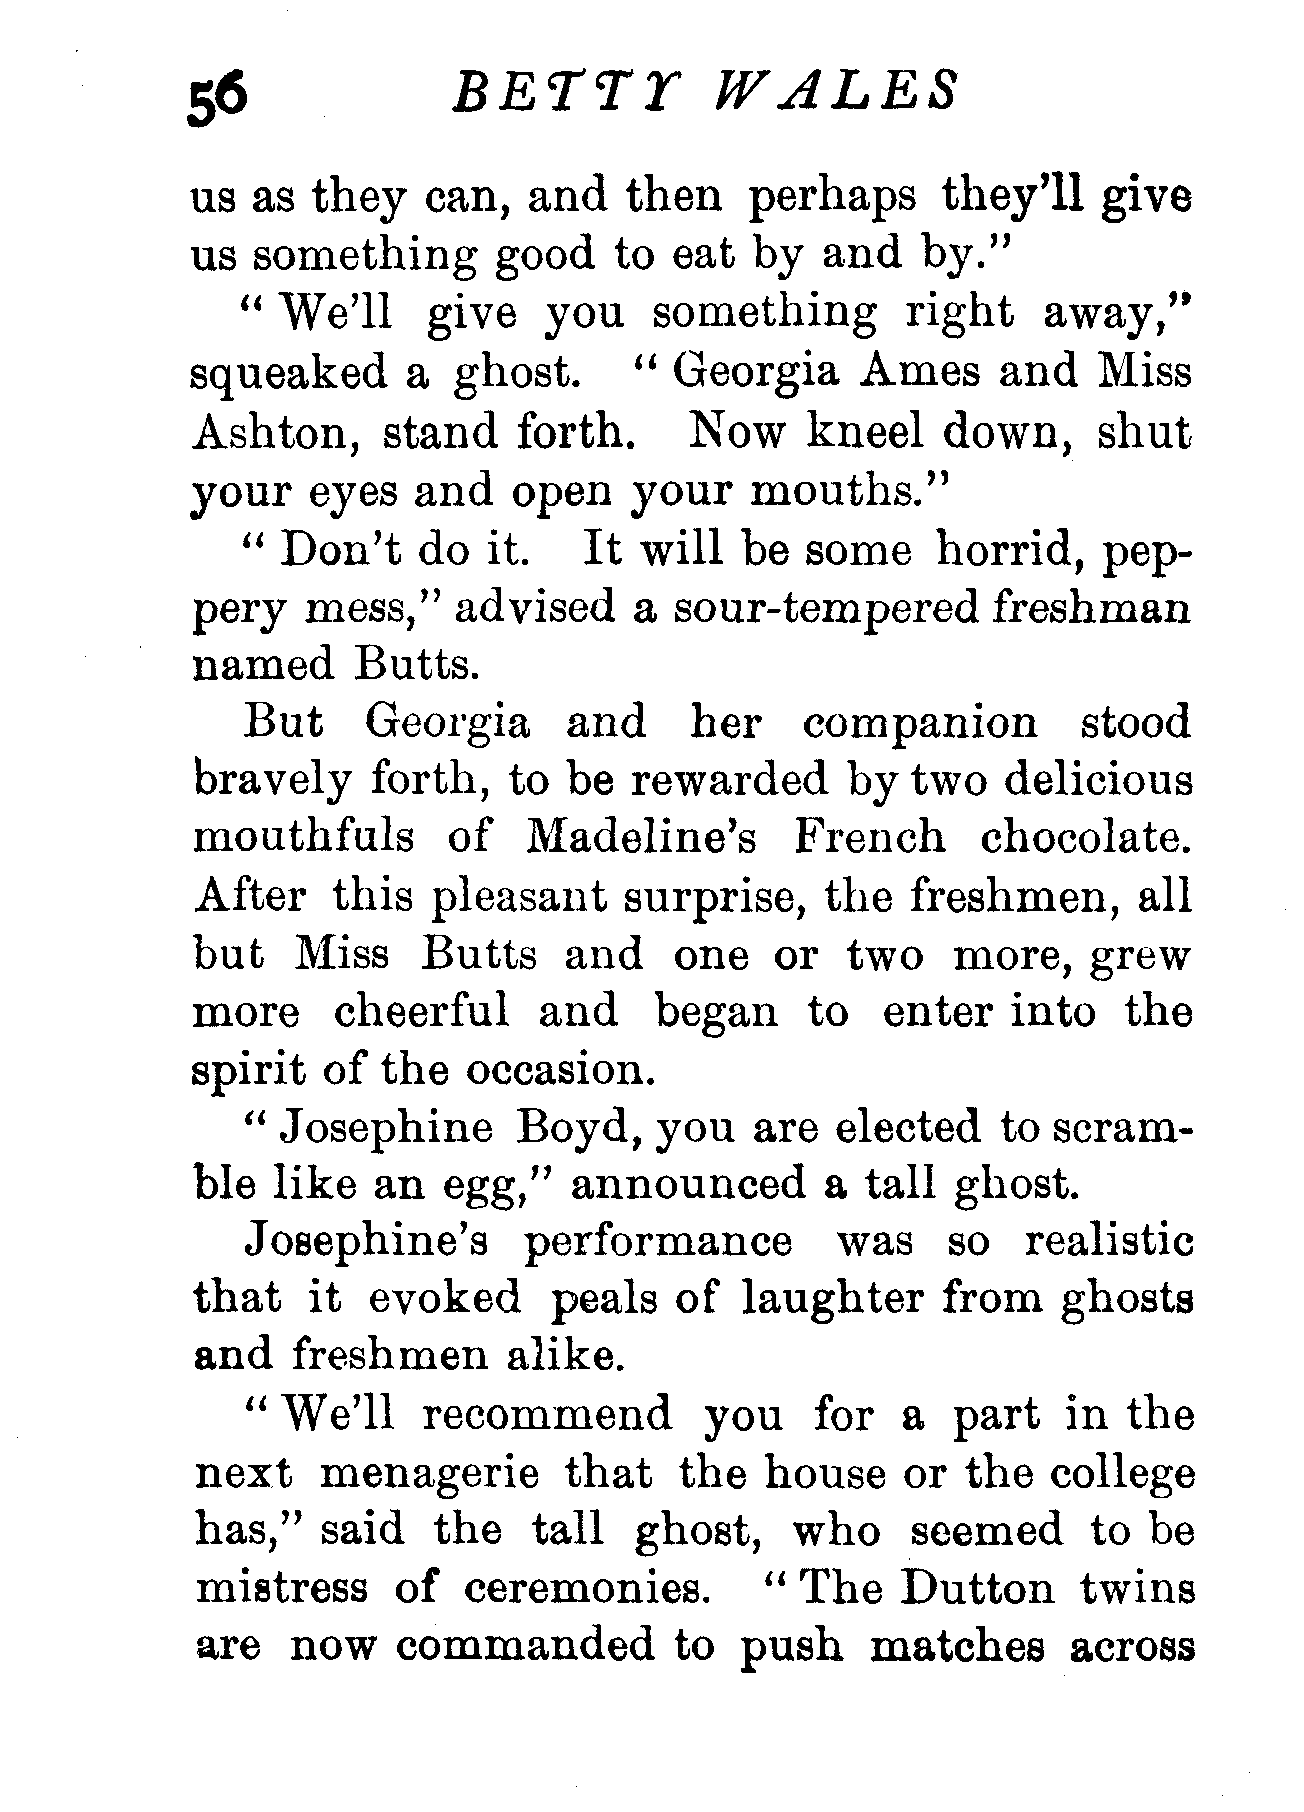 56 BETTY WALES
us as they can, and then perhaps they'll give
us something good to eat by and by."
" We'll give you something right away,"
squeaked a ghost. " Georgia Ames and Miss
Ashton, stand forth. Now kneel down, shut
your eyes and open your mouths."
" Don't do it. It will be some horrid, pep-
pery mess," advised a sour-tempered freshman
named Butts.
But Georgia and her companion stood
bravely forth, to be rewarded by two delicious
mouthfuls of Madeline's French chocolate.
After this pleasant surprise, the freshmen, all
but Miss Butts and one or two more, grew
more cheerful and began to enter into the
spirit of the occasion.
" Josephine Boyd, you are elected to scram-
ble like an egg," announced a tall ghost.
Josephine's performance was so realistic
that it evoked peals of laughter from ghosts
and freshmen alike.
" We'll recommend you for a part in the
next menagerie that the house or the college
has," said the tall ghost, who seemed to be
mistress of ceremonies. " The Dutton twins
are now commanded to push matches across